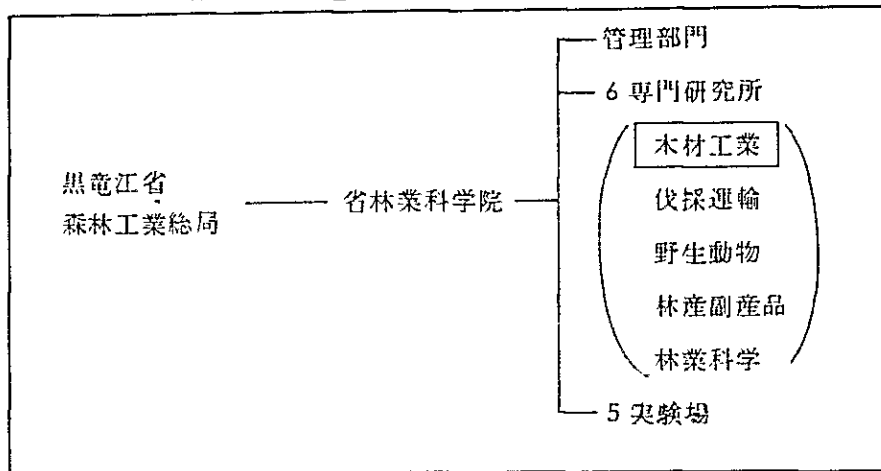 管理部門
6 専門研究所
木材工業
伐採運輸
野生動物
林産副産品
林業科学
5 実験場
黒竜江省
森林工業総局
省林業科学院